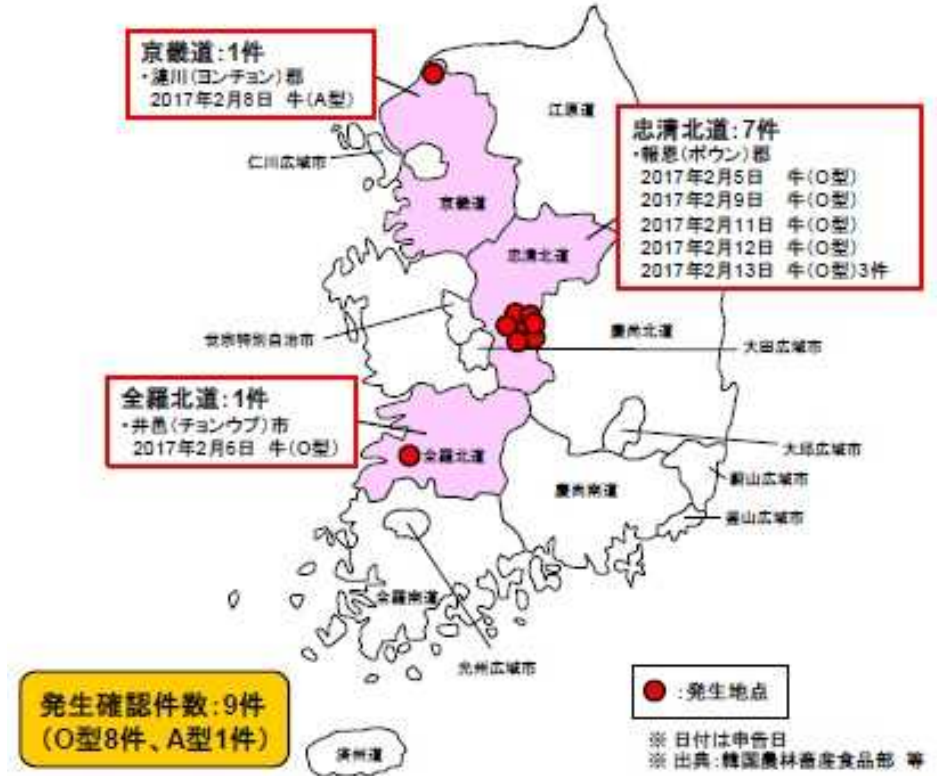 京畿道:1件
・漣川(ヨンチョン)郡
2017年2月8日 牛(A型)
江原道
忠清北道:7件
・報恩(ボウン)郡
2017年2月5日 牛(O型)
2017年2月9日 牛(O型)
2017年2月11日 牛(O型)
2017年2月12日 牛(O型)
2017年2月13日 牛(O型)3件
仁川広域市
京畿道
忠清北道
世宗特別自治市
慶尚北道
大田広域市
全羅北道:1件
・井邑(チョンウプ)市
2017年2月6日 牛(O型)
全羅北道
大邱広域市
慶尚南道
蔚山広域市
釜山広域市
全羅南道
光州広域市
発生確認件数:9件
(O型8件、A型1件)
:発生地点
済州道
※ 日付は申告日
※ 出典:韓国農林畜産食品部 等